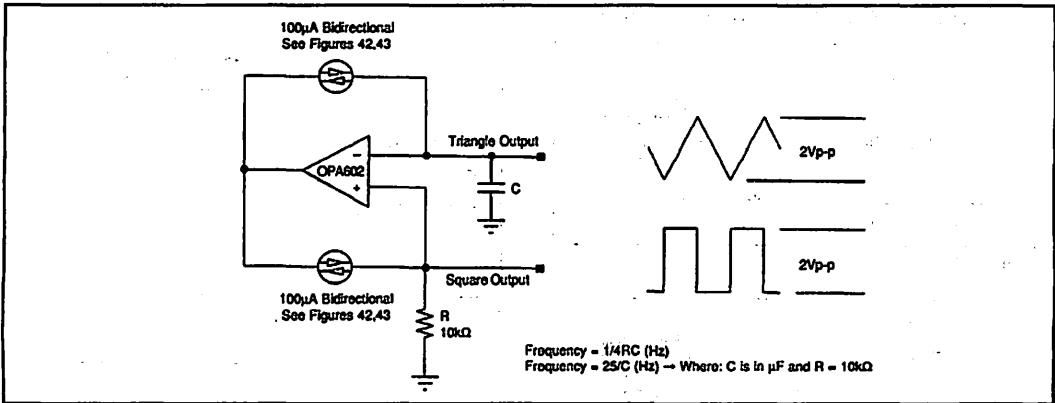 100μA Bidirectional
See Figures 42,43
Triangle Output
−
OPA602
+
C
2Vp-p
2Vp-p
Square Output
100μA Bidirectional
See Figures 42,43
R
10kΩ
Frequency = 1/4RC (Hz)
Frequency = 25/C (Hz) → Where: C is in μF and R = 10kΩ